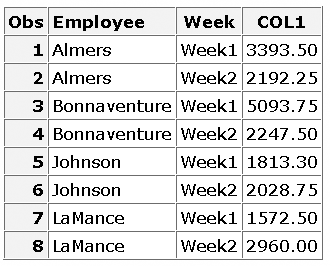 Obs Employee Week COL1
1 Almers Week1 3393.50
2 Almers Week2 2192.25
3 Bonnaventure Week1 5093.75
4 Bonnaventure Week2 2247.50
5 Johnson Week1 1813.30
6 Johnson Week2 2028.75
7 LaMance Week1 1572.50
8 LaMance Week2 2960.00